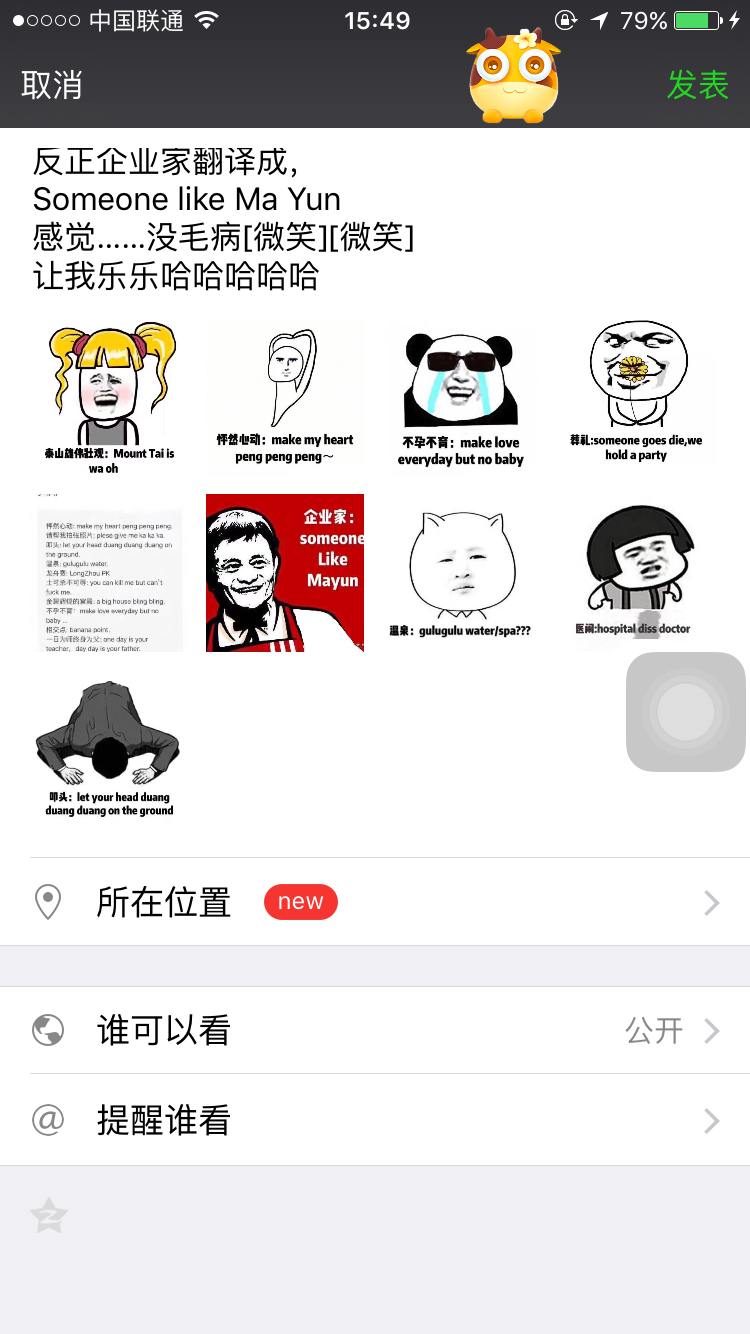 中国联通 15:49 79%
取消 发表
反正企业家翻译成,
Someone like Ma Yun
感觉......没毛病[微笑][微笑]
让我乐乐哈哈哈哈哈
泰山雄伟壮观：Mount Tai is
wa oh
怦然心动：make my heart
peng peng peng～
不孕不育：make love
everyday but no baby
葬礼:someone goes die,we
hold a party
怦然心动: make my heart peng peng peng.
请帮我拍张照片: plese give me ka ka ka.
叩头: let your head duang duang duang on
the ground.
温泉: gulugulu water.
龙舟赛: LongZhou PK
士可杀不可辱: you can kill me but can't
fuck me.
金碧辉煌的宫殿: a big house bling bling.
不孕不育: make love everyday but no
baby ...
相交点: banana point.
一日为师终身为父: one day is your
teacher, day day is your father.
企业家：
someone
Like
Mayun
温泉：gulugulu water/spa???
医闹:hospital diss doctor
叩头：let your head duang
duang duang on the ground
所在位置 new
谁可以看 公开
提醒谁看